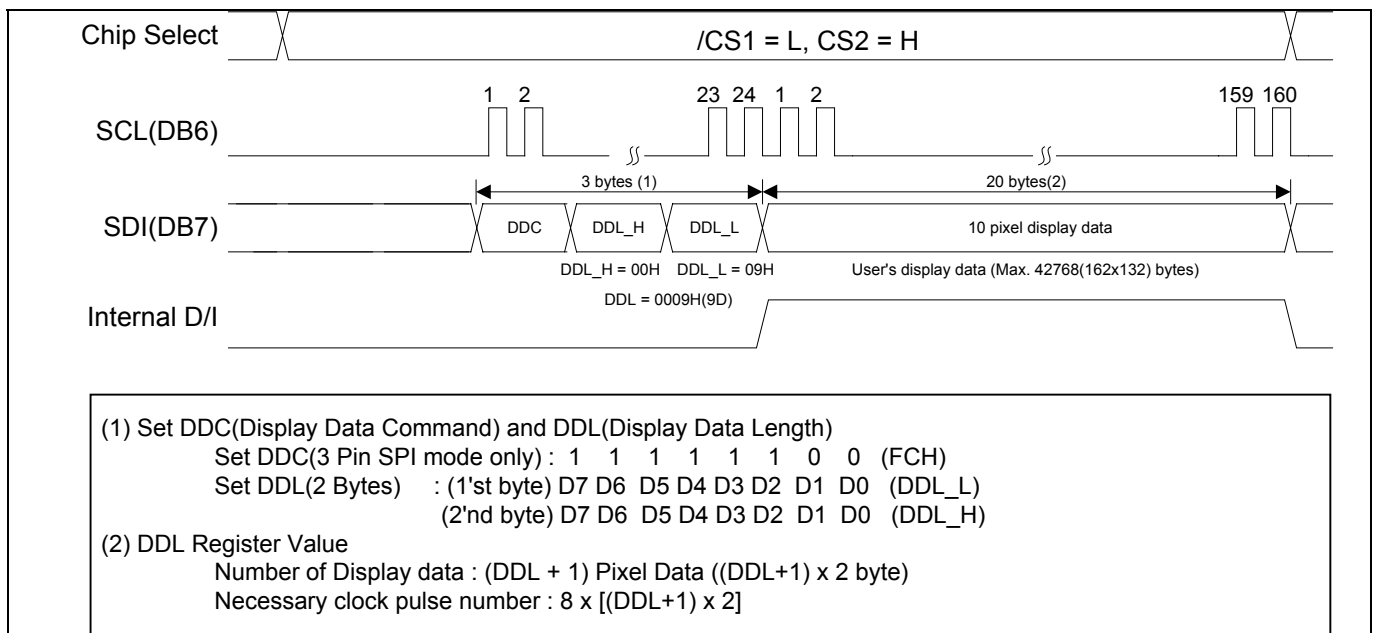 Chip Select
/CS1 = L, CS2 = H
1 2 23 24 1 2 159 160
SCL(DB6)
3 bytes (1) 20 bytes(2)
SDI(DB7)
DDC DDL_H DDL_L 10 pixel display data
DDL_H = 00H DDL_L = 09H User's display data (Max. 42768(162x132) bytes)
DDL = 0009H(9D)
Internal D/I
(1) Set DDC(Display Data Command) and DDL(Display Data Length)
Set DDC(3 Pin SPI mode only) : 1 1 1 1 1 1 0 0 (FCH)
Set DDL(2 Bytes) : (1'st byte) D7 D6 D5 D4 D3 D2 D1 D0 (DDL_L)
(2'nd byte) D7 D6 D5 D4 D3 D2 D1 D0 (DDL_H)
(2) DDL Register Value
Number of Display data : (DDL + 1) Pixel Data ((DDL+1) x 2 byte)
Necessary clock pulse number : 8 x [(DDL+1) x 2]